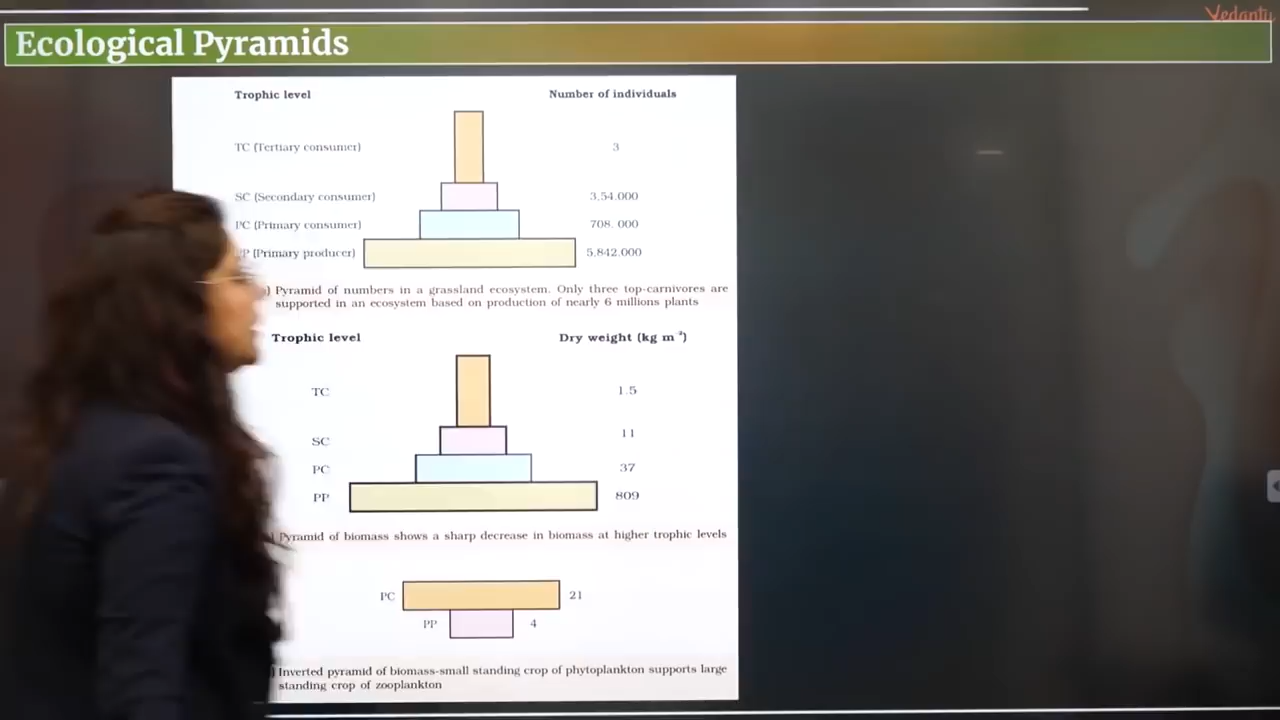 Vedantu
Ecological Pyramids
Trophic level Number of individuals
TC (Tertiary consumer) 3
SC (Secondary consumer) 3,54,000
PC (Primary consumer) 708, 000
(Primary producer) 5,842,000
) Pyramid of numbers in a grassland ecosystem. Only three top-carnivores are
supported in an ecosystem based on production of nearly 6 millions plants
Trophic level Dry weight (kg m⁻²)
TC 1.5
SC 11
PC 37
PP 809
) Pyramid of biomass shows a sharp decrease in biomass at higher trophic levels
PC 21
PP 4
) Inverted pyramid of biomass-small standing crop of phytoplankton supports large
standing crop of zooplankton